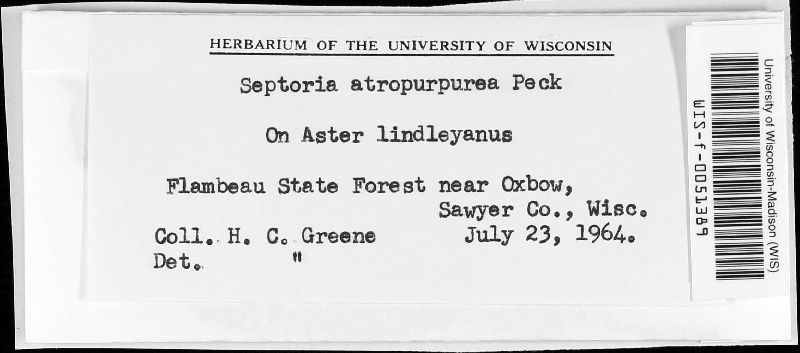 HERBARIUM OF THE UNIVERSITY OF WISCONSIN
Septoria atropurpurea Peck
On Aster lindleyanus
Flambeau State Forest near Oxbow,
Sawyer Co., Wisc.
Coll. H. C. Greene July 23, 1964.
Det. "
University of Wisconsin-Madison (WIS)
WIS-f-0051389